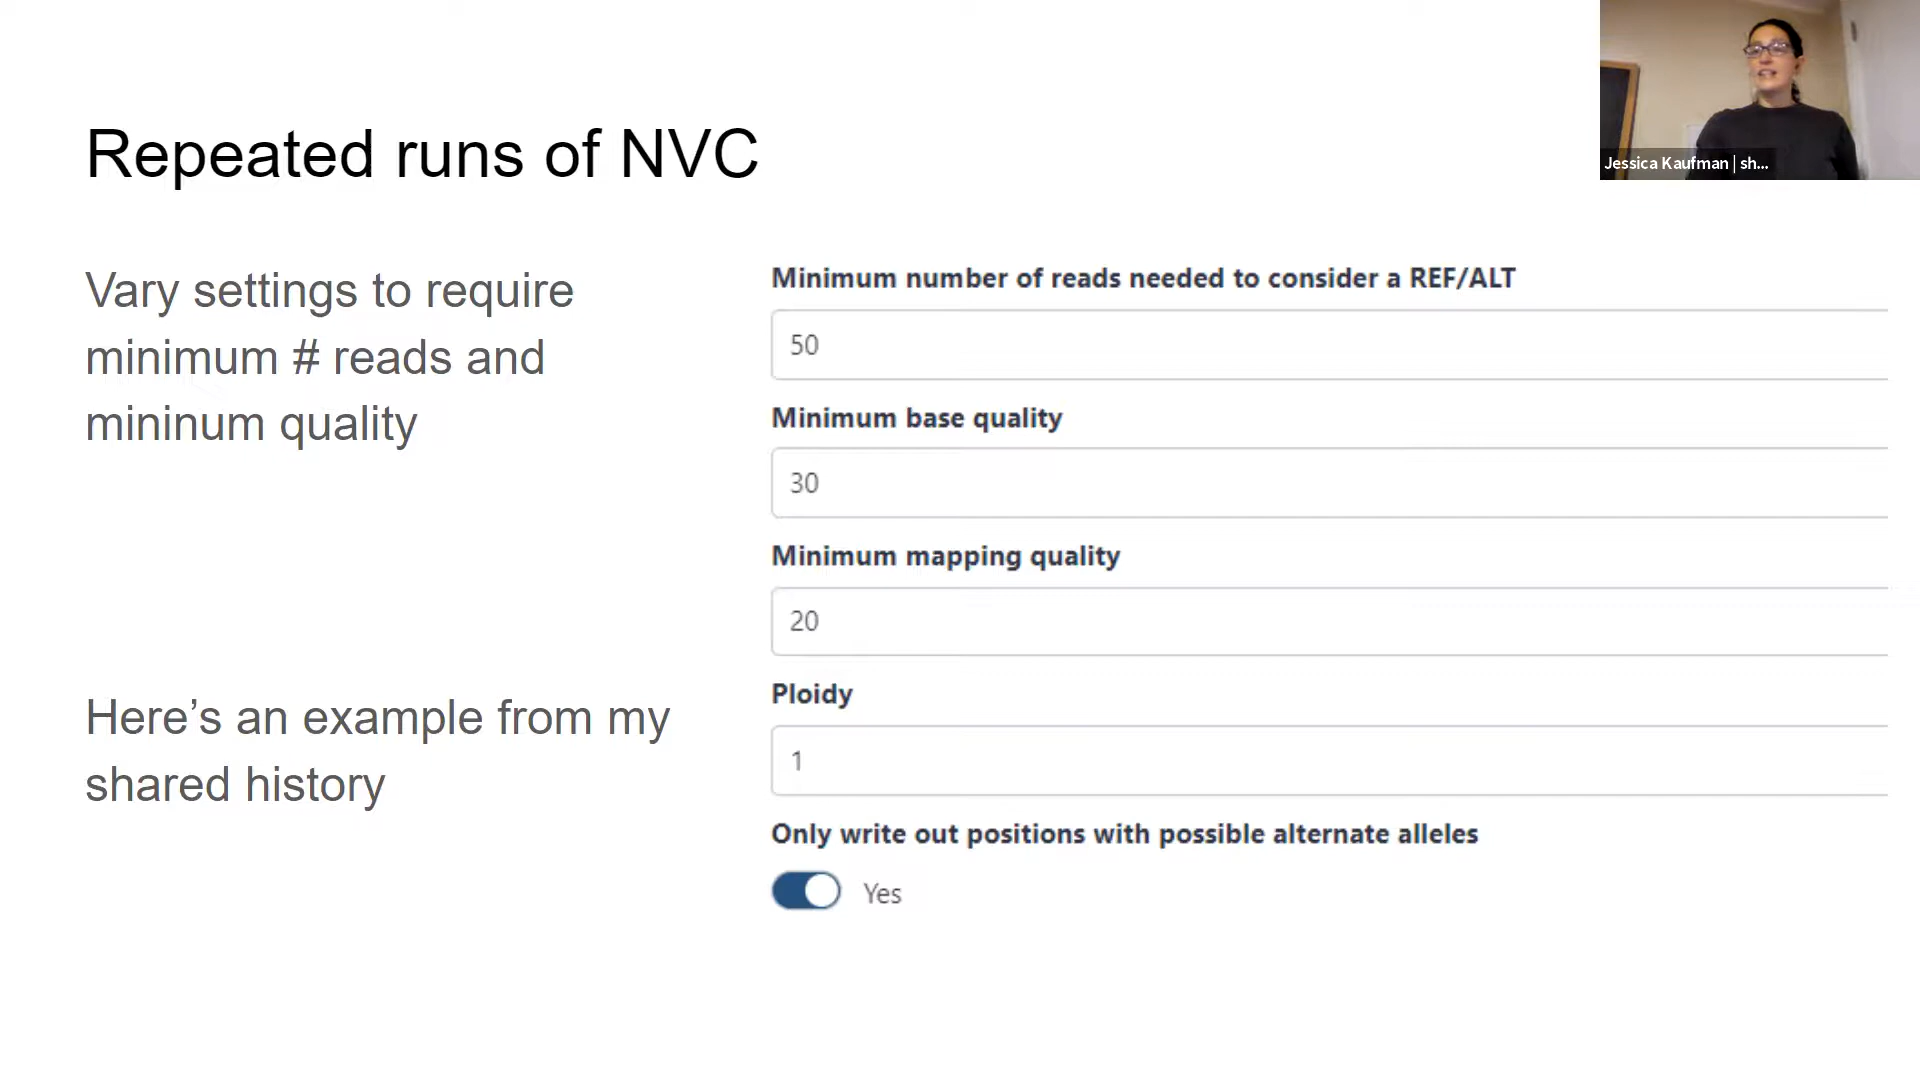 Repeated runs of NVC
Jessica Kaufman | sh...
Vary settings to require
minimum # reads and
mininum quality
Here’s an example from my
shared history
Minimum number of reads needed to consider a REF/ALT
50
Minimum base quality
30
Minimum mapping quality
20
Ploidy
1
Only write out positions with possible alternate alleles
Yes